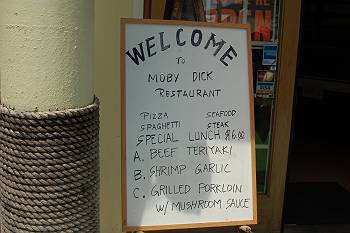 WELCOME
TO
MOBY DICK
RESTAURANT
PIZZA SEAFOOD
SPAGHETTI STEAK
SPECIAL LUNCH $6.00
A. BEEF TERIYAKI
B. SHRIMP GARLIC
C. GRILLED PORKLOIN
W/ MUSHROOM SAUCE